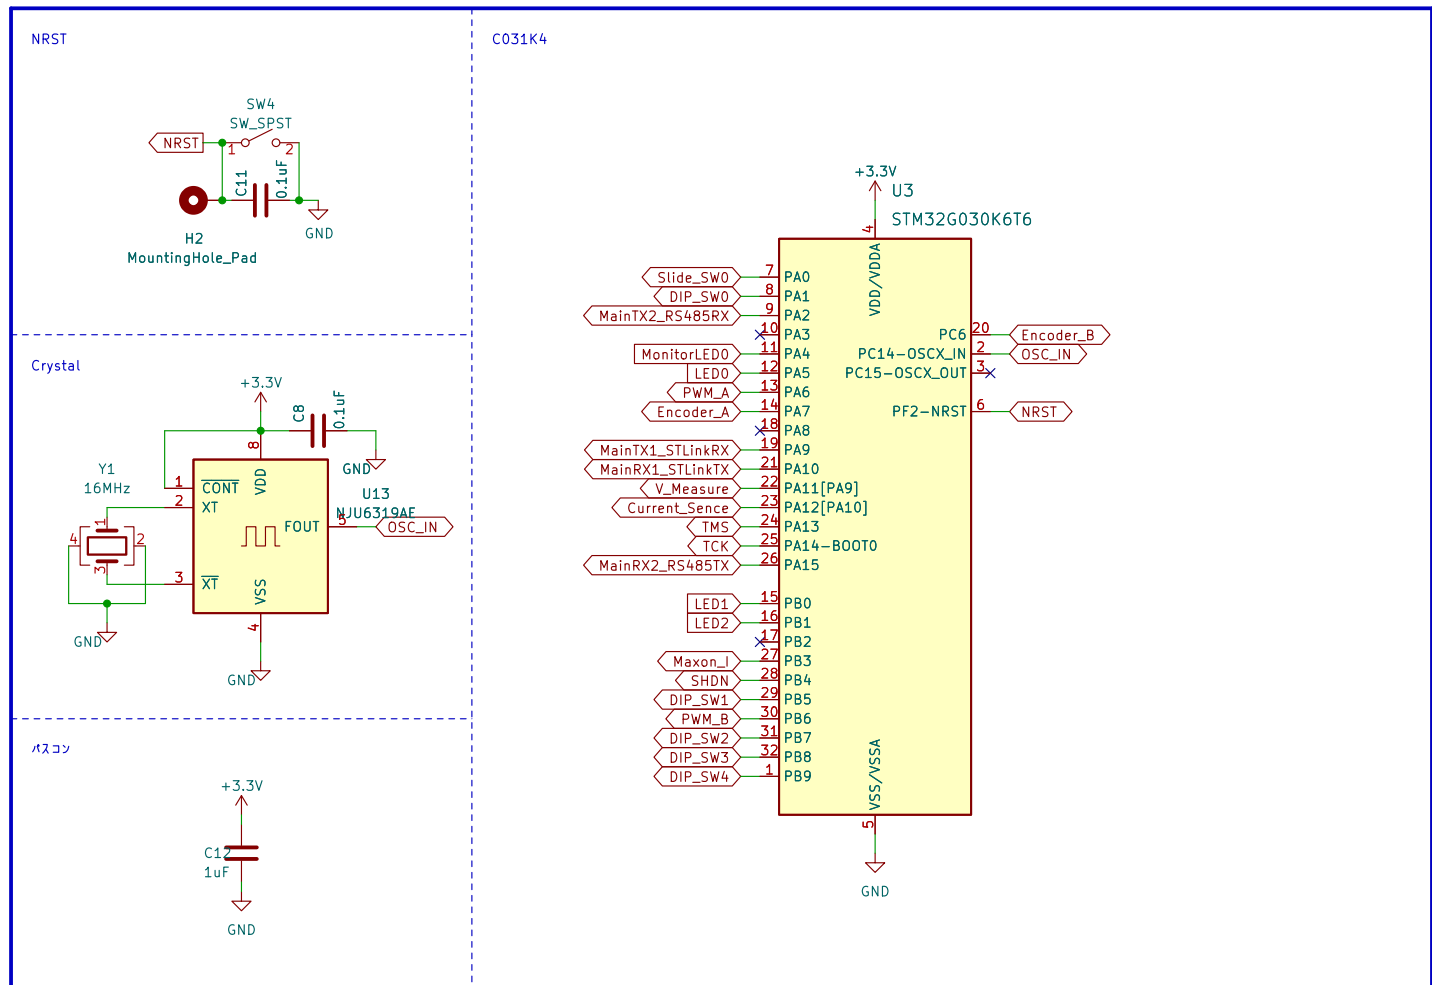 NRST
SW4
SW_SPST
NRST
1
2
C11
0.1uF
GND
H2
MountingHole_Pad
Crystal
+3.3V
C8
0.1uF
GND
8
VDD
Y1
16MHz
1
CONT
2
XT
U13
NJU6319AE
FOUT
5
OSC_IN
1
4
2
3
3
XT
VSS
4
GND
GND
パスコン
+3.3V
C12
1uF
GND
C031K4
+3.3V
U3
STM32G030K6T6
4
VDD/VDDA
Slide_SW0 7 PA0
DIP_SW0 8 PA1
MainTX2_RS485RX 9 PA2
10 PA3
MonitorLED0 11 PA4
LED0 12 PA5
PWM_A 13 PA6
Encoder_A 14 PA7
18 PA8
MainTX1_STLinkRX 19 PA9
MainRX1_STLinkTX 21 PA10
V_Measure 22 PA11[PA9]
Current_Sence 23 PA12[PA10]
TMS 24 PA13
TCK 25 PA14-BOOT0
MainRX2_RS485TX 26 PA15
LED1 15 PB0
LED2 16 PB1
17 PB2
Maxon_I 27 PB3
SHDN 28 PB4
DIP_SW1 29 PB5
PWM_B 30 PB6
DIP_SW2 31 PB7
DIP_SW3 32 PB8
DIP_SW4 1 PB9
PC6 20 Encoder_B
PC14-OSCX_IN 2 OSC_IN
PC15-OSCX_OUT 3
PF2-NRST 6 NRST
VSS/VSSA
5
GND